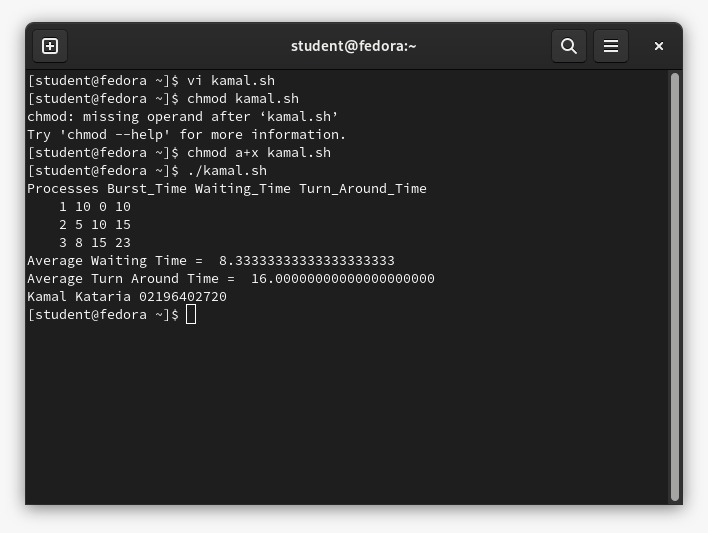 student@fedora:~
[student@fedora ~]$ vi kamal.sh
[student@fedora ~]$ chmod kamal.sh
chmod: missing operand after ‘kamal.sh’
Try 'chmod --help' for more information.
[student@fedora ~]$ chmod a+x kamal.sh
[student@fedora ~]$ ./kamal.sh
Processes Burst_Time Waiting_Time Turn_Around_Time
    1 10 0 10
    2 5 10 15
    3 8 15 23
Average Waiting Time =  8.33333333333333333333
Average Turn Around Time =  16.00000000000000000000
Kamal Kataria 02196402720
[student@fedora ~]$